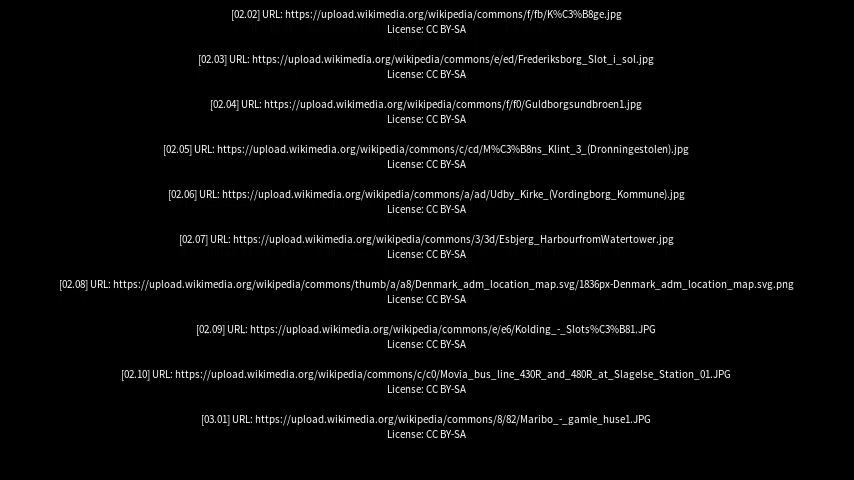 [02.02] URL: https://upload.wikimedia.org/wikipedia/commons/f/fb/K%C3%B8ge.jpg
License: CC BY-SA
[02.03] URL: https://upload.wikimedia.org/wikipedia/commons/e/ed/Frederiksborg_Slot_i_sol.jpg
License: CC BY-SA
[02.04] URL: https://upload.wikimedia.org/wikipedia/commons/f/f0/Guldborgsundbroen1.jpg
License: CC BY-SA
[02.05] URL: https://upload.wikimedia.org/wikipedia/commons/c/cd/M%C3%B8ns_Klint_3_(Dronningestolen).jpg
License: CC BY-SA
[02.06] URL: https://upload.wikimedia.org/wikipedia/commons/a/ad/Udby_Kirke_(Vordingborg_Kommune).jpg
License: CC BY-SA
[02.07] URL: https://upload.wikimedia.org/wikipedia/commons/3/3d/Esbjerg_HarbourfromWatertower.jpg
License: CC BY-SA
[02.08] URL: https://upload.wikimedia.org/wikipedia/commons/thumb/a/a8/Denmark_adm_location_map.svg/1836px-Denmark_adm_location_map.svg.png
License: CC BY-SA
[02.09] URL: https://upload.wikimedia.org/wikipedia/commons/e/e6/Kolding_-_Slots%C3%B81.JPG
License: CC BY-SA
[02.10] URL: https://upload.wikimedia.org/wikipedia/commons/c/c0/Movia_bus_line_430R_and_480R_at_Slagelse_Station_01.JPG
License: CC BY-SA
[03.01] URL: https://upload.wikimedia.org/wikipedia/commons/8/82/Maribo_-_gamle_huse1.JPG
License: CC BY-SA